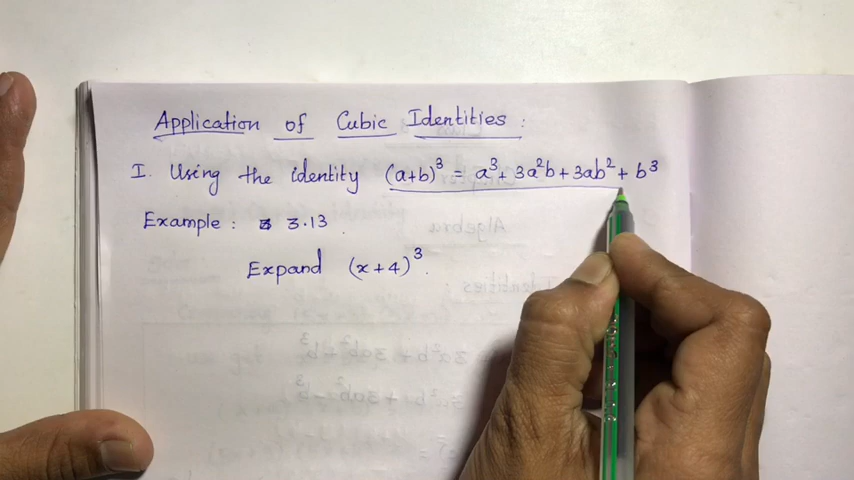 Application of Cubic Identities :
I. Using the identity (a+b)³ = a³ + 3a²b + 3ab² + b³
Example : 3.13 .
Expand (x+4)³.